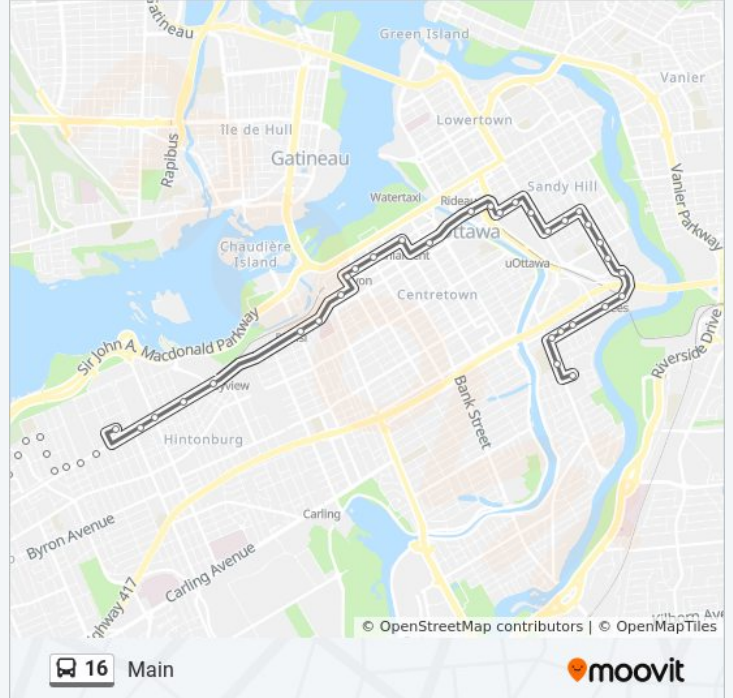 Gatineau
Green Island
Vanier
Lowertown
Île de Hull
Gatineau
Rapibus
Vanier Parkway
Sandy Hill
Watertaxi
Rideau
Ottawa
Chaudière
Island
uOttawa
Centretown
Sir John A. Macdonald Parkway
Riverside Drive
Bank Street
Hintonburg
Carling
Byron Avenue
Carling Avenue
© OpenStreetMap contributors | © OpenMapTiles
16 Main
moovit